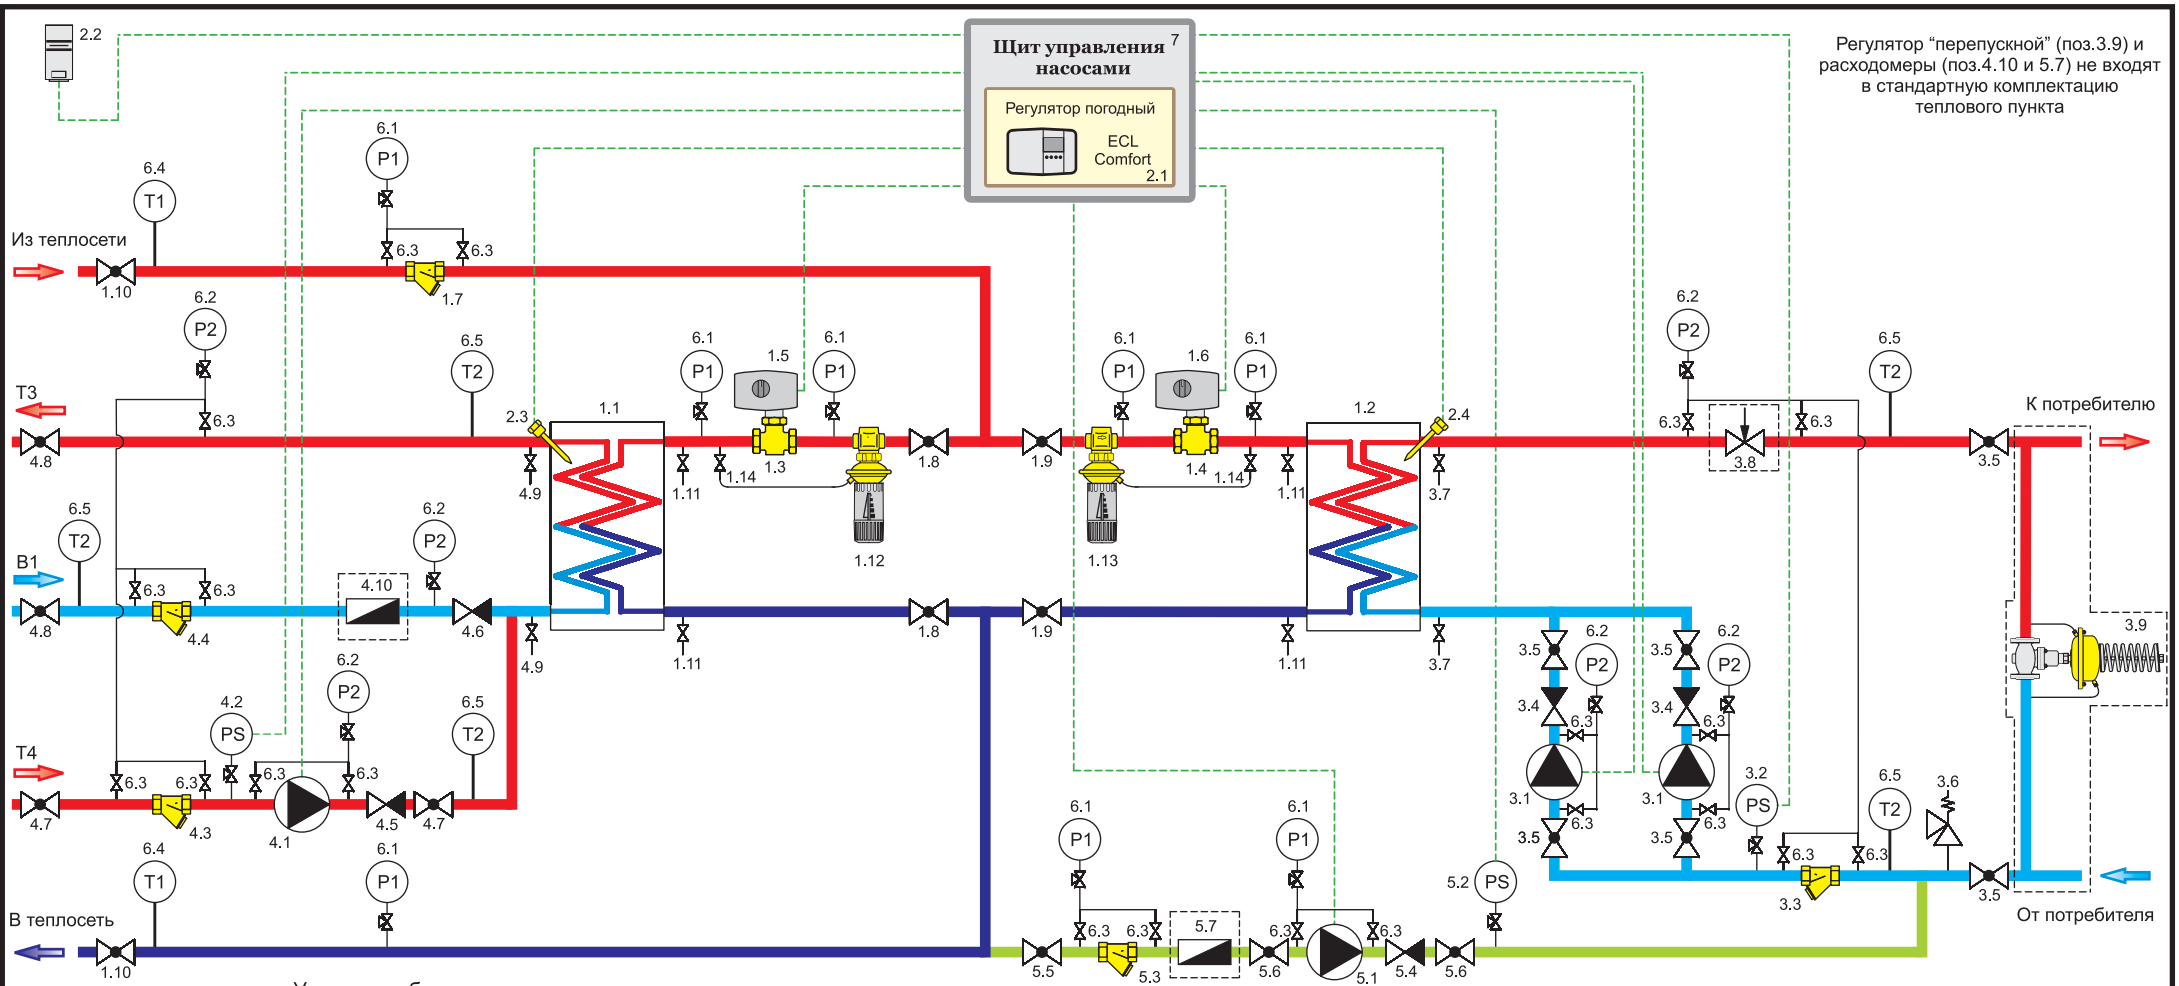 2.2
Щит управления 7
насосами
Регулятор погодный
ECL
Comfort
2.1
Регулятор “перепускной” (поз.3.9) и
расходомеры (поз.4.10 и 5.7) не входят
в стандартную комплектацию
теплового пункта
6.1
P1
6.4
T1
Из теплосети
6.3 6.3
1.10
1.7
6.2
P2
6.5
T2
6.1
P1
1.5
6.1
P1
6.1
P1
1.6
6.1
P1
6.2
P2
6.5
T2
T3
6.3
2.3
1.1
1.2
2.4
6.3
6.3
К потребителю
4.8
4.9
1.11
1.14
1.3
1.8
1.9
1.4
1.14
1.11
3.7
3.8
3.5
6.5
T2
6.2
P2
1.12
1.13
B1
6.3
6.3
4.10
4.8
4.4
4.6
4.9
1.11
1.8
1.9
1.11
3.7
3.5
6.2
P2
3.5
6.2
P2
3.9
6.2
P2
4.2
PS
6.5
T2
3.4
6.3
3.4
6.3
T4
6.3
6.3
6.3
6.3
3.1
3.1
3.2
PS
6.5
T2
3.6
4.7
4.3
4.1
4.5
4.7
6.3
6.3
6.1
P1
6.1
P1
3.5
3.5
6.4
T1
6.1
P1
6.3
6.3
5.2
PS
3.3
3.5
В теплосеть
От потребителя
6.3
6.3
5.7
6.3
6.3
1.10
5.5
5.3
5.6
5.1
5.4
5.6